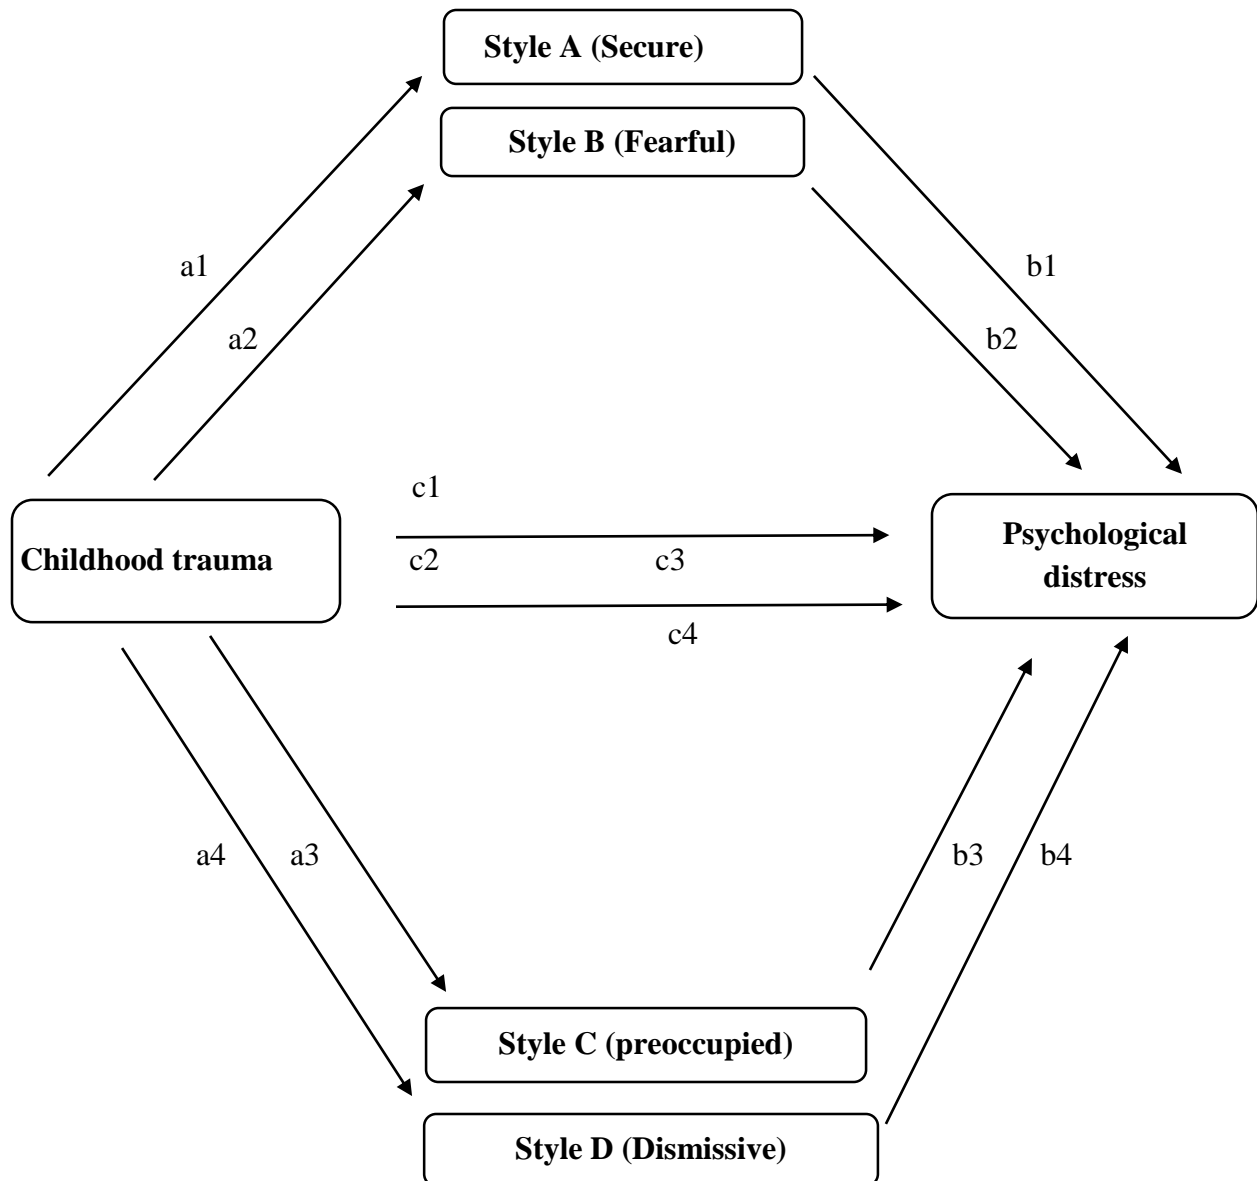 Style A (Secure)
Style B (Fearful)
a1
b1
a2
b2
c1
Childhood trauma
c2
c3
Psychological
distress
c4
a4
a3
b3
b4
Style C (preoccupied)
Style D (Dismissive)